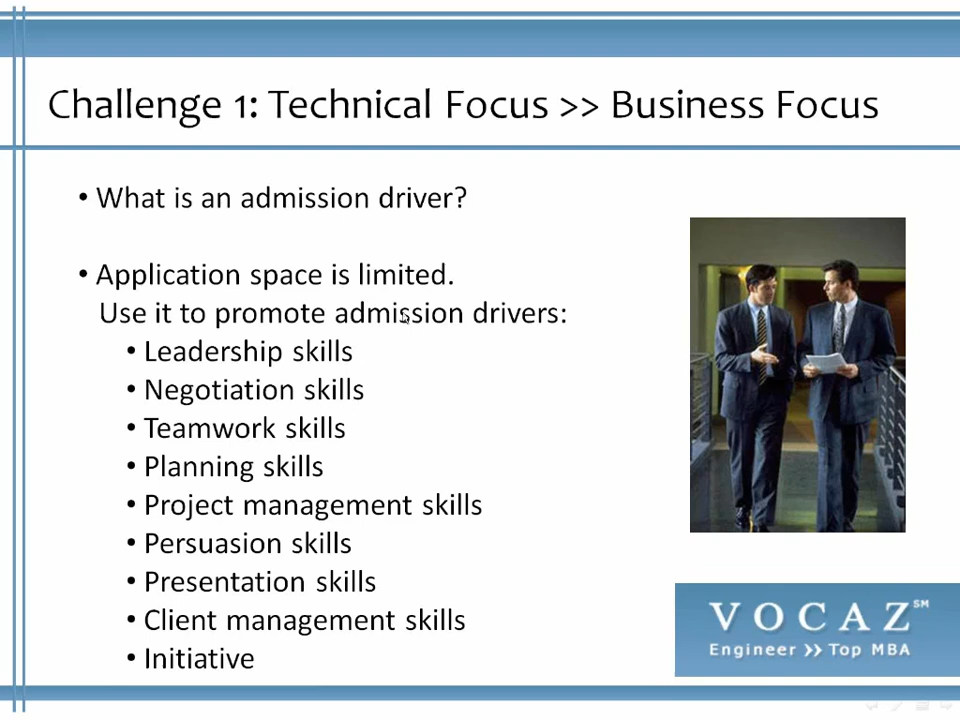 Challenge 1: Technical Focus >> Business Focus
• What is an admission driver?
• Application space is limited.
Use it to promote admission drivers:
• Leadership skills
• Negotiation skills
• Teamwork skills
• Planning skills
• Project management skills
• Persuasion skills
• Presentation skills
• Client management skills
• Initiative
VOCAZ℠
Engineer >> Top MBA